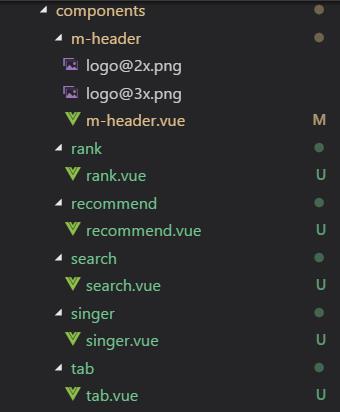 components
m-header
logo@2x.png
logo@3x.png
m-header.vue M
rank
rank.vue U
recommend
recommend.vue U
search
search.vue U
singer
singer.vue U
tab
tab.vue U